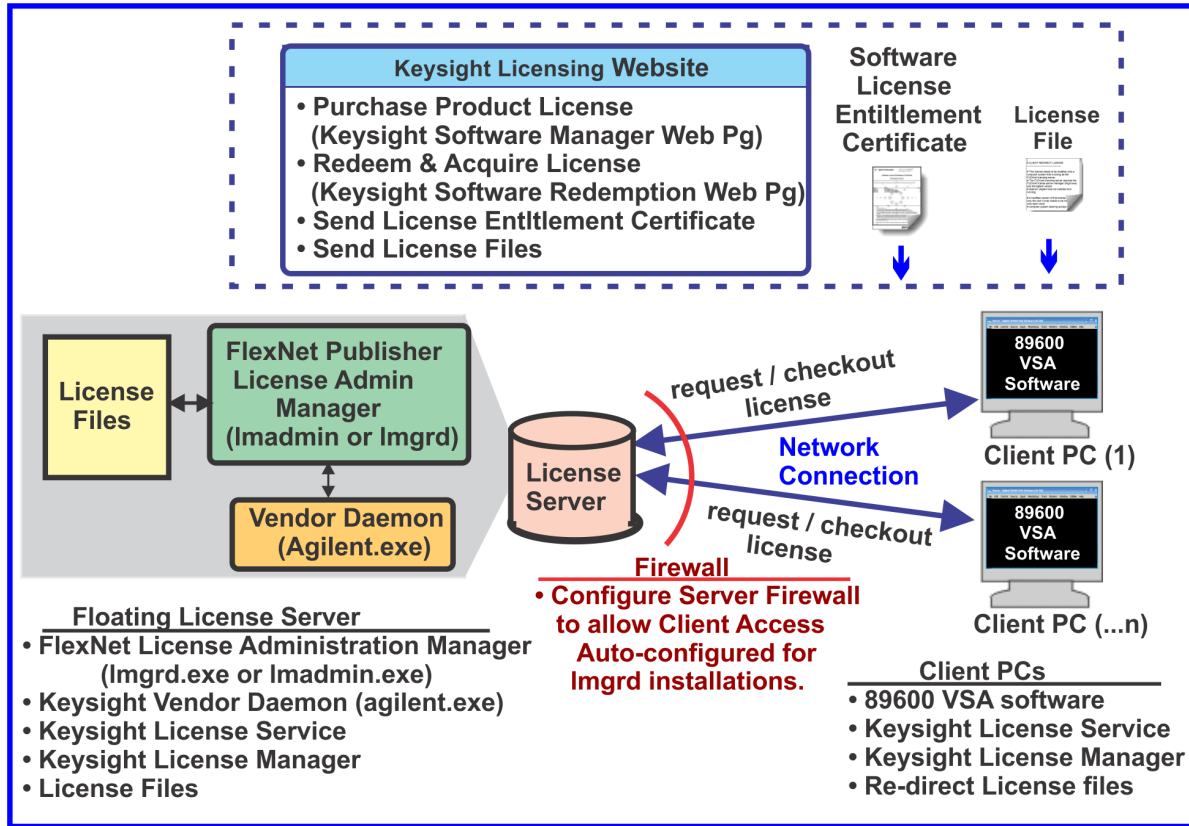 Keysight Licensing Website
• Purchase Product License
(Keysight Software Manager Web Pg)
• Redeem & Acquire License
(Keysight Software Redemption Web Pg)
• Send License Entltlement Certificate
• Send License Files
Software
License
Entiltlement
Certificate
License
File
License
Files
FlexNet Publisher
License Admin
Manager
(lmadmin or lmgrd)
Vendor Daemon
(Agilent.exe)
License
Server
request / checkout
license
Network
Connection
request / checkout
license
89600
VSA
Software
Client PC (1)
89600
VSA
Software
Client PC (...n)
Firewall
• Configure Server Firewall
to allow Client Access
Auto-configured for
lmgrd installations.
Floating License Server
• FlexNet License Administration Manager
(lmgrd.exe or lmadmin.exe)
• Keysight Vendor Daemon (agilent.exe)
• Keysight License Service
• Keysight License Manager
• License Files
Client PCs
• 89600 VSA software
• Keysight License Service
• Keysight License Manager
• Re-direct License files